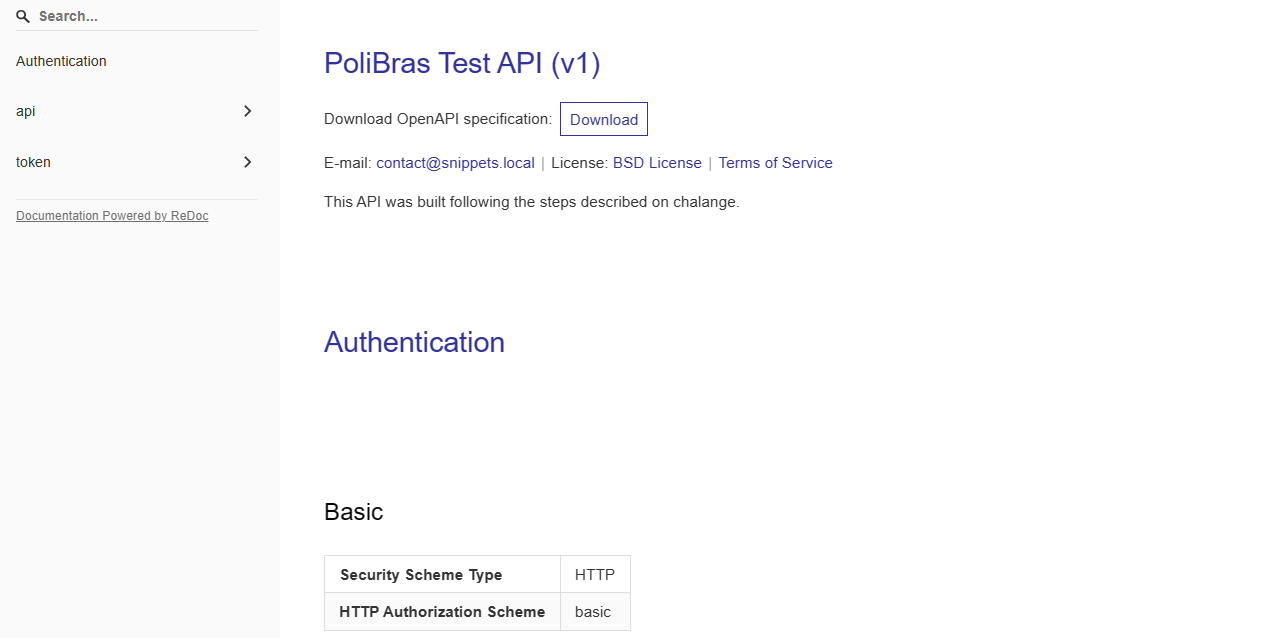 Search...
Authentication
api
token
Documentation Powered by ReDoc
PoliBras Test API (v1)
Download OpenAPI specification: Download
E-mail: contact@snippets.local | License: BSD License | Terms of Service
This API was built following the steps described on chalange.
Authentication
Basic
Security Scheme Type HTTP
HTTP Authorization Scheme basic